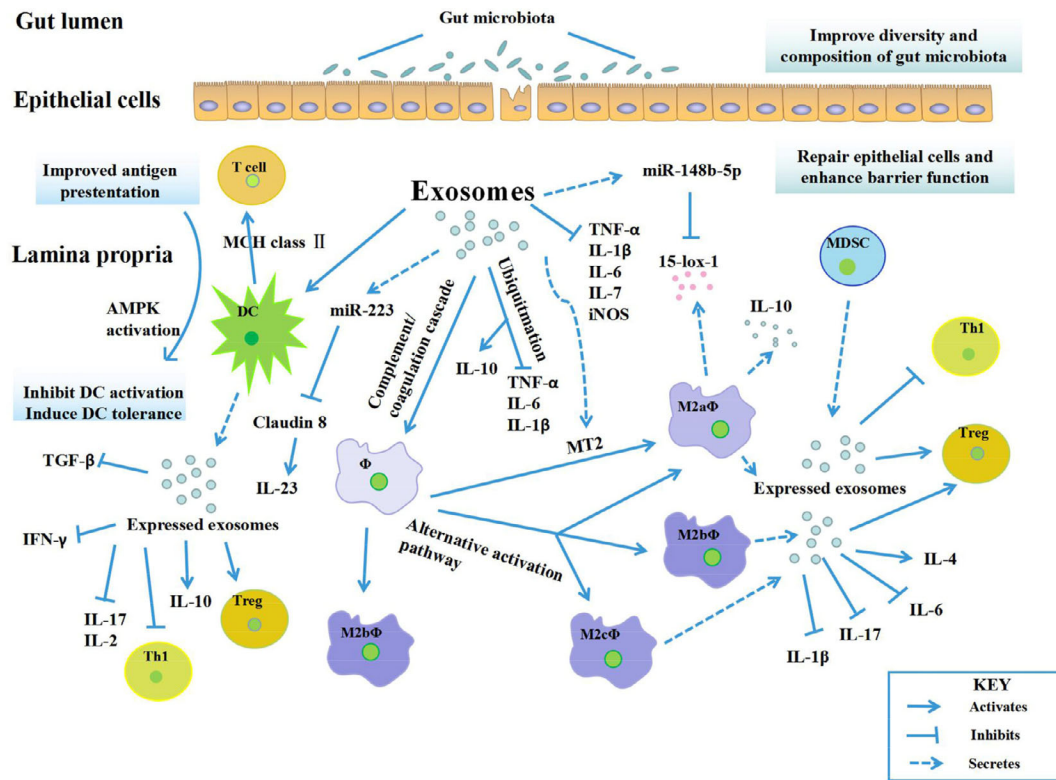 Gut lumen
Gut microbiota
Improve diversity and
composition of gut microbiota
Epithelial cells
Improved antigen
prestentation
T cell
Exosomes
miR-148b-5p
Repair epithelial cells and
enhance barrier function
MCH class Ⅱ
TNF-α
IL-1β
IL-6
IL-7
iNOS
15-lox-1
MDSC
Lamina propria
AMPK
activation
DC
miR-223
Complement/
coagulation cascade
Ubiquitmation
IL-10
Th1
Inhibit DC activation
Induce DC tolerance
IL-10
TNF-α
IL-6
IL-1β
Claudin 8
IL-23
MT2
M2aΦ
Treg
TGF-β
Φ
Expressed exosomes
Expressed exosomes
IFN-γ
Alternative activation
pathway
M2bΦ
IL-4
IL-17
IL-2
IL-10
Treg
IL-6
IL-17
IL-1β
Th1
M2bΦ
M2cΦ
KEY
Activates
Inhibits
Secretes